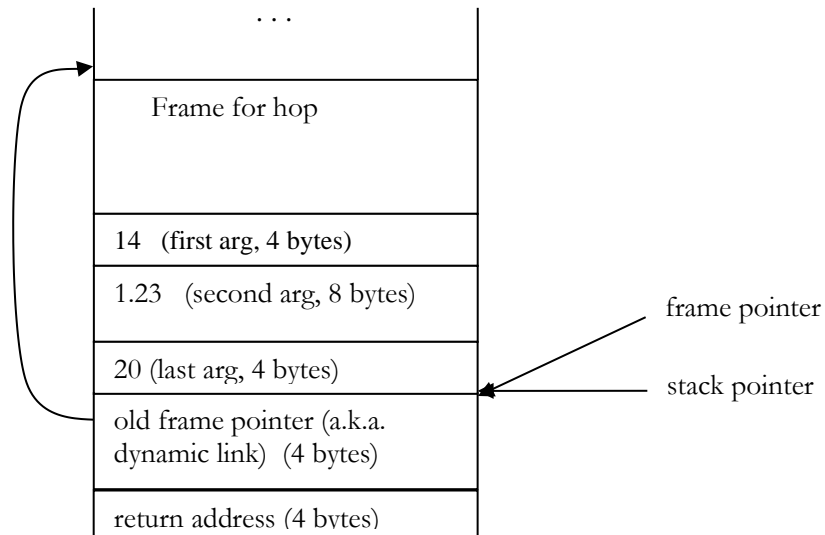 . . .
Frame for hop
14 (first arg, 4 bytes)
1.23 (second arg, 8 bytes)
frame pointer
20 (last arg, 4 bytes)
stack pointer
old frame pointer (a.k.a.
dynamic link) (4 bytes)
return address (4 bytes)